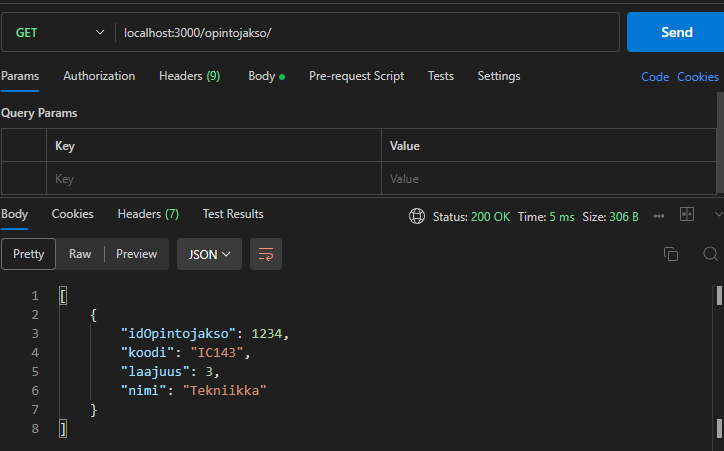 GET localhost:3000/opintojakso/ Send
Params Authorization Headers (9) Body Pre-request Script Tests Settings Code Cookies
Query Params
Key Value
Key Value
Body Cookies Headers (7) Test Results Status: 200 OK Time: 5 ms Size: 306 B
Pretty Raw Preview JSON
1 [
2 {
3 "idOpintojakso": 1234,
4 "koodi": "IC143",
5 "laajuus": 3,
6 "nimi": "Tekniikka"
7 }
8 ]